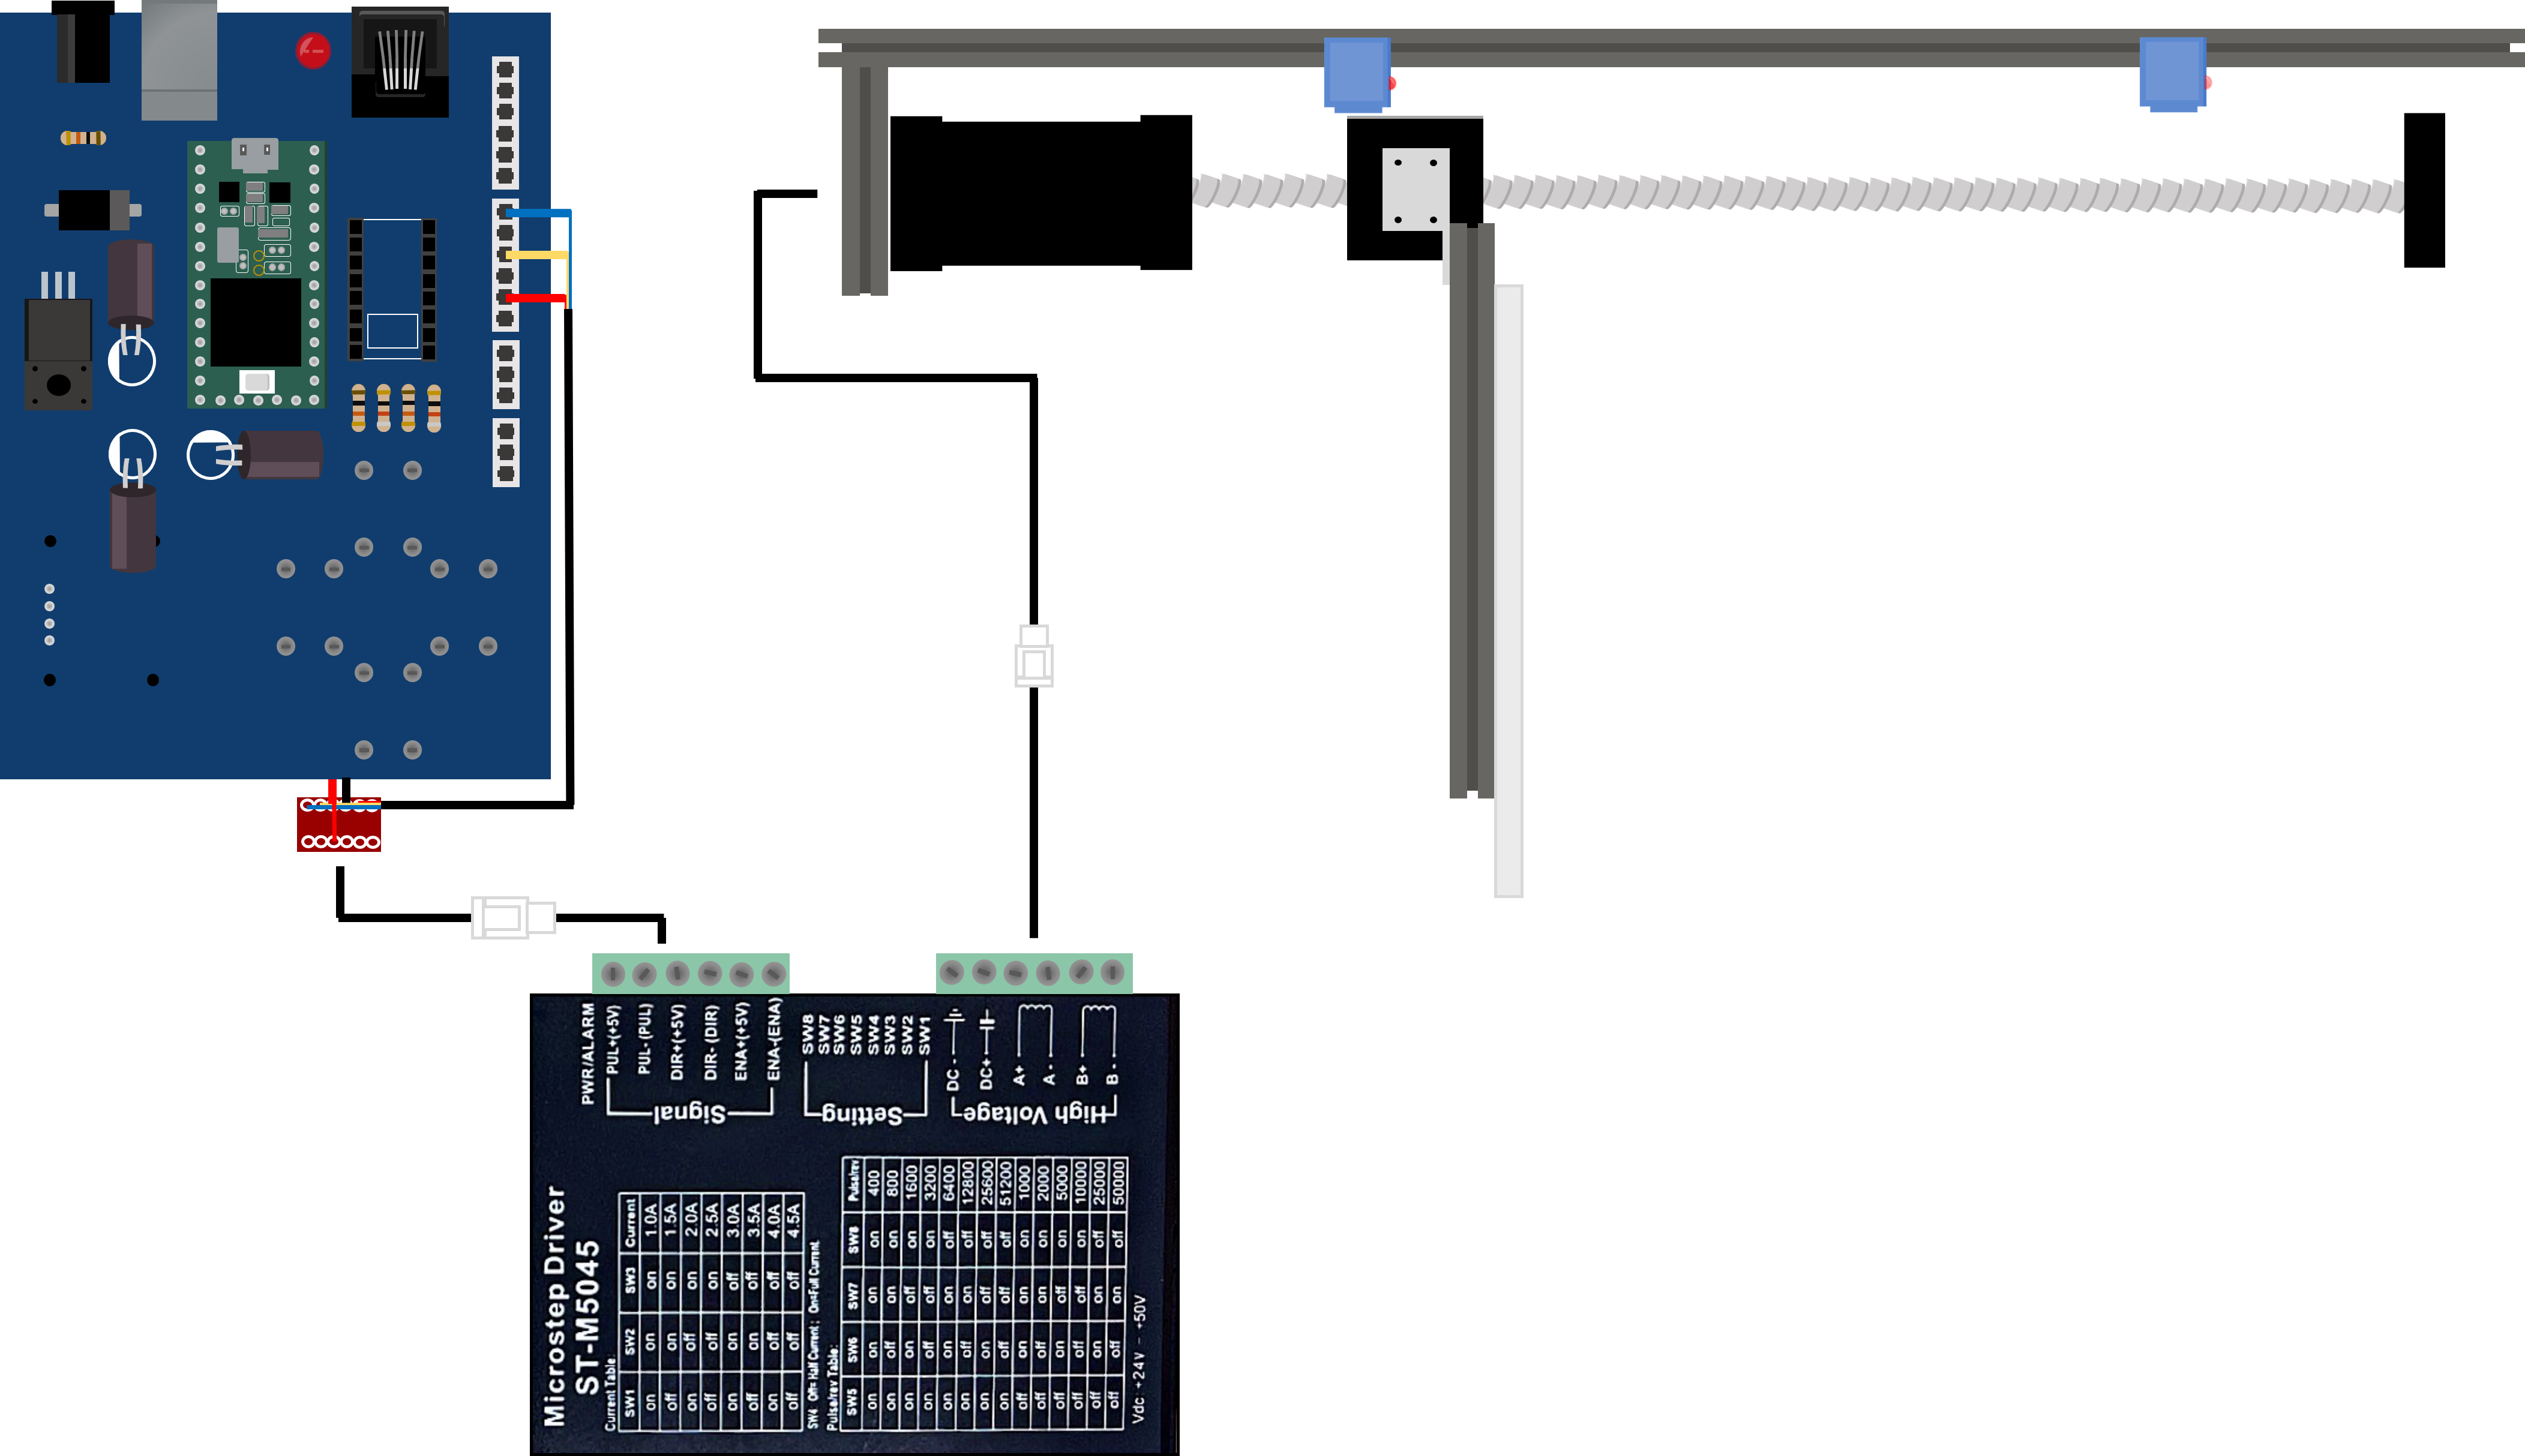 PWR/ALARM
PUL+(+5V)
PUL- (PUL)
DIR+(+5V)
DIR- (DIR)
ENA+(+5V)
ENA-(ENA)
Signal
SW8
SW7
SW6
SW5
SW4
SW3
SW2
SW1
Setting
DC -
DC+
A+
A -
B+
B -
High Voltage
Microstep Driver
ST-M5045
Current Table:
SW1 SW2 SW3 Current
on on on 1.0A
off on on 1.5A
on off on 2.0A
off off on 2.5A
on on off 3.0A
off on off 3.5A
on off off 4.0A
off off off 4.5A
SW4 Off= Half Current ; On=Full Current
Pulse/rev Table:
SW5 SW6 SW7 SW8 Pulse/rev
on on on on 400
on off on on 800
on on off on 1600
on off off on 3200
on on on off 6400
on off on off 12800
on on off off 25600
on off off off 51200
off on on on 1000
off off on on 2000
off on off on 5000
off off off on 10000
off on on off 25000
off off on off 50000
Vdc: +24V - +50V